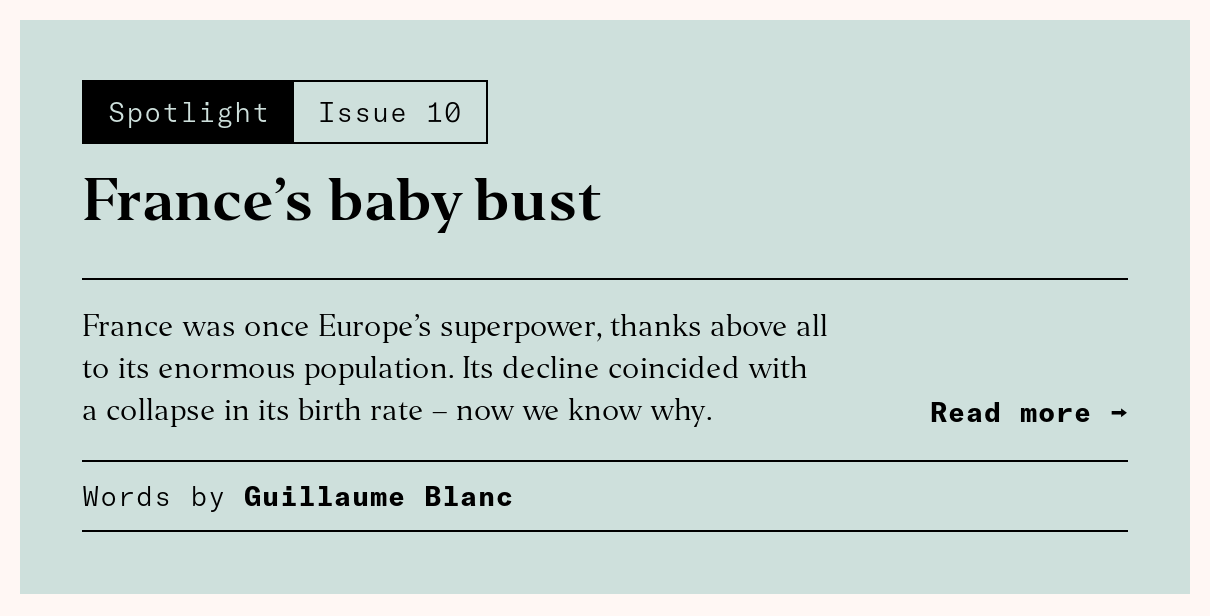 Spotlight Issue 10
France’s baby bust
France was once Europe’s superpower, thanks above all
to its enormous population. Its decline coincided with
a collapse in its birth rate – now we know why.
Read more →
Words by Guillaume Blanc